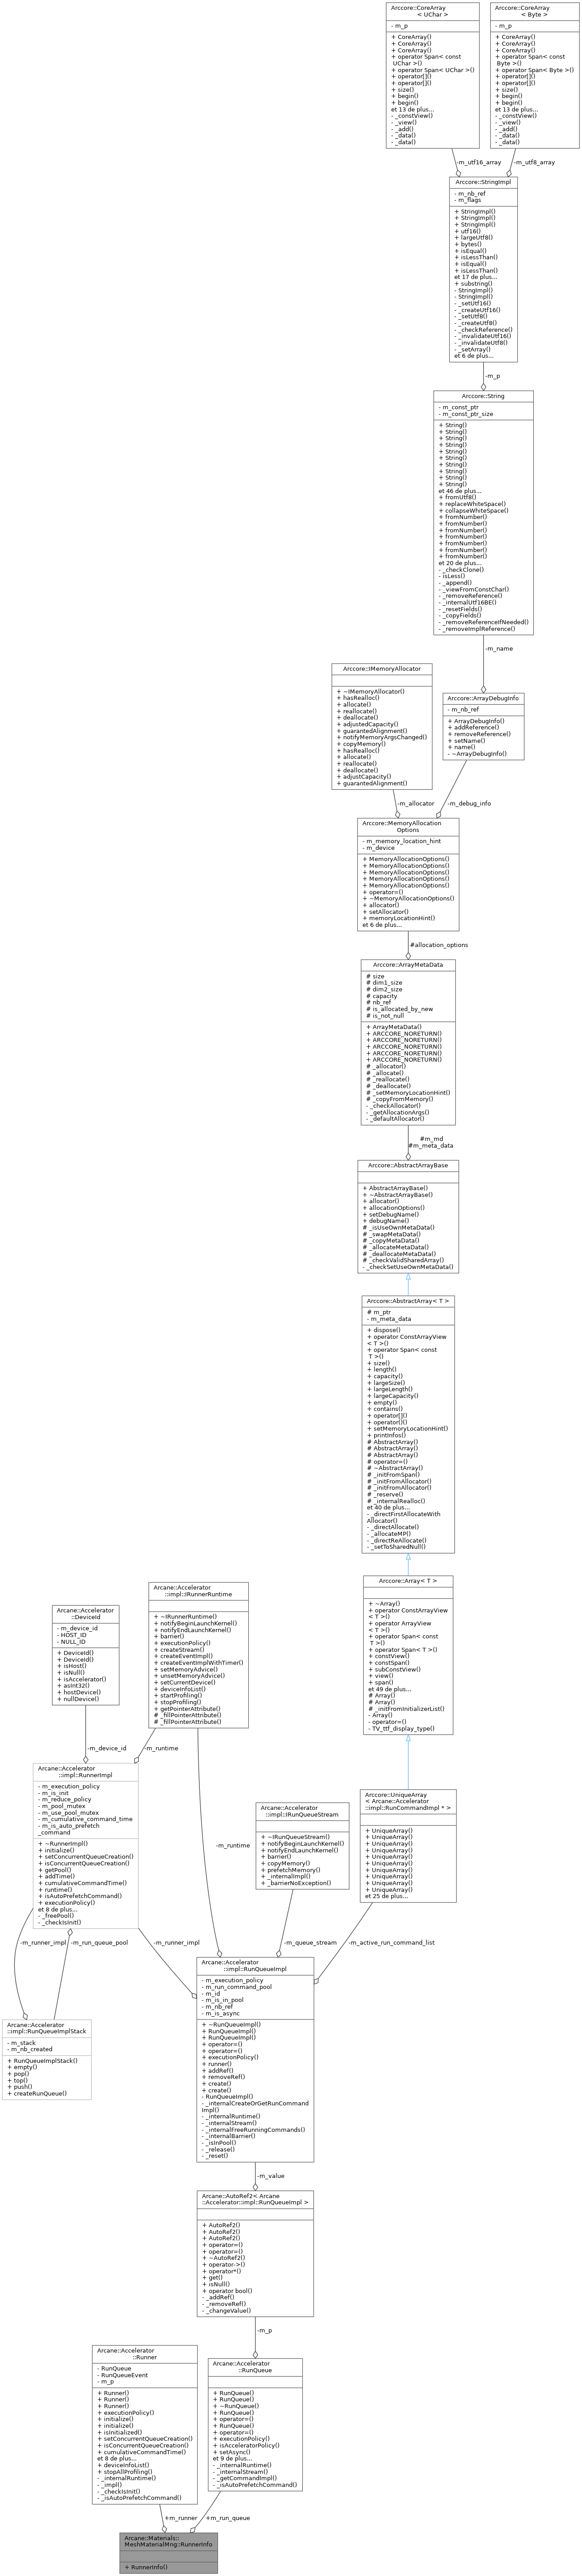 Arccore::CoreArray
< UChar >
- m_p
+ CoreArray()
+ CoreArray()
+ CoreArray()
+ operator Span< const
UChar >()
+ operator Span< UChar >()
+ operator[]()
+ operator[]()
+ size()
+ begin()
+ begin()
et 13 de plus...
- _constView()
- _view()
- _add()
- _data()
- _data()
Arccore::CoreArray
< Byte >
- m_p
+ CoreArray()
+ CoreArray()
+ CoreArray()
+ operator Span< const
Byte >()
+ operator Span< Byte >()
+ operator[]()
+ operator[]()
+ size()
+ begin()
+ begin()
et 13 de plus...
- _constView()
- _view()
- _add()
- _data()
- _data()
-m_utf16_array
-m_utf8_array
Arccore::StringImpl
- m_nb_ref
- m_flags
+ StringImpl()
+ StringImpl()
+ StringImpl()
+ utf16()
+ largeUtf8()
+ bytes()
+ isEqual()
+ isLessThan()
+ isEqual()
+ isLessThan()
et 17 de plus...
+ substring()
- StringImpl()
- StringImpl()
- _setUtf16()
- _createUtf16()
- _setUtf8()
- _createUtf8()
- _checkReference()
- _invalidateUtf16()
- _invalidateUtf8()
- _setArray()
et 6 de plus...
-m_p
Arccore::String
- m_const_ptr
- m_const_ptr_size
+ String()
+ String()
+ String()
+ String()
+ String()
+ String()
+ String()
+ String()
+ String()
+ String()
et 46 de plus...
+ fromUtf8()
+ replaceWhiteSpace()
+ collapseWhiteSpace()
+ fromNumber()
+ fromNumber()
+ fromNumber()
+ fromNumber()
+ fromNumber()
+ fromNumber()
+ fromNumber()
et 20 de plus...
- _checkClone()
- isLess()
- _append()
- _viewFromConstChar()
- _removeReference()
- _internalUtf16BE()
- _resetFields()
- _copyFields()
- _removeReferenceIfNeeded()
- _removeImplReference()
-m_name
Arccore::IMemoryAllocator
+ ~IMemoryAllocator()
+ hasRealloc()
+ allocate()
+ reallocate()
+ deallocate()
+ adjustedCapacity()
+ guarantedAlignment()
+ notifyMemoryArgsChanged()
+ copyMemory()
+ hasRealloc()
+ allocate()
+ reallocate()
+ deallocate()
+ adjustCapacity()
+ guarantedAlignment()
Arccore::ArrayDebugInfo
- m_nb_ref
+ ArrayDebugInfo()
+ addReference()
+ removeReference()
+ setName()
+ name()
- ~ArrayDebugInfo()
-m_allocator
-m_debug_info
Arccore::MemoryAllocation
Options
- m_memory_location_hint
- m_device
+ MemoryAllocationOptions()
+ MemoryAllocationOptions()
+ MemoryAllocationOptions()
+ MemoryAllocationOptions()
+ MemoryAllocationOptions()
+ operator=()
+ ~MemoryAllocationOptions()
+ allocator()
+ setAllocator()
+ memoryLocationHint()
et 6 de plus...
#allocation_options
Arccore::ArrayMetaData
# size
# dim1_size
# dim2_size
# capacity
# nb_ref
# is_allocated_by_new
# is_not_null
+ ArrayMetaData()
+ ARCCORE_NORETURN()
+ ARCCORE_NORETURN()
+ ARCCORE_NORETURN()
+ ARCCORE_NORETURN()
+ ARCCORE_NORETURN()
# _allocator()
# _allocate()
# _reallocate()
# _deallocate()
# _setMemoryLocationHint()
# _copyFromMemory()
- _checkAllocator()
- _getAllocationArgs()
- _defaultAllocator()
#m_md
#m_meta_data
Arccore::AbstractArrayBase
+ AbstractArrayBase()
+ ~AbstractArrayBase()
+ allocator()
+ allocationOptions()
+ setDebugName()
+ debugName()
# _isUseOwnMetaData()
# _swapMetaData()
# _copyMetaData()
# _allocateMetaData()
# _deallocateMetaData()
# _checkValidSharedArray()
- _checkSetUseOwnMetaData()
Arccore::AbstractArray< T >
# m_ptr
- m_meta_data
+ dispose()
+ operator ConstArrayView
< T >()
+ operator Span< const
T >()
+ size()
+ length()
+ capacity()
+ largeSize()
+ largeLength()
+ largeCapacity()
+ empty()
+ contains()
+ operator[]()
+ operator()()
+ setMemoryLocationHint()
+ printInfos()
# AbstractArray()
# AbstractArray()
# AbstractArray()
# operator=()
# ~AbstractArray()
# _initFromSpan()
# _initFromAllocator()
# _initFromAllocator()
# _reserve()
# _internalRealloc()
et 40 de plus...
- _directFirstAllocateWith
Allocator()
- _directAllocate()
- _allocateMP()
- _directReAllocate()
- _setToSharedNull()
Arccore::Array< T >
+ ~Array()
+ operator ConstArrayView
< T >()
+ operator ArrayView
< T >()
+ operator Span< const
T >()
+ operator Span< T >()
+ constView()
+ constSpan()
+ subConstView()
+ view()
+ span()
et 49 de plus...
# Array()
# Array()
# _initFromInitializerList()
- Array()
- operator=()
- TV_ttf_display_type()
Arcane::Accelerator
::DeviceId
- m_device_id
- HOST_ID
- NULL_ID
+ DeviceId()
+ DeviceId()
+ isHost()
+ isNull()
+ isAccelerator()
+ asInt32()
+ hostDevice()
+ nullDevice()
Arcane::Accelerator
::impl::IRunnerRuntime
+ ~IRunnerRuntime()
+ notifyBeginLaunchKernel()
+ notifyEndLaunchKernel()
+ barrier()
+ executionPolicy()
+ createStream()
+ createEventImpl()
+ createEventImplWithTimer()
+ setMemoryAdvice()
+ unsetMemoryAdvice()
+ setCurrentDevice()
+ deviceInfoList()
+ startProfiling()
+ stopProfiling()
+ getPointerAttribute()
# _fillPointerAttribute()
# _fillPointerAttribute()
-m_device_id
-m_runtime
-m_runtime
Arcane::Accelerator
::impl::RunnerImpl
- m_execution_policy
- m_is_init
- m_reduce_policy
- m_pool_mutex
- m_use_pool_mutex
- m_cumulative_command_time
- m_is_auto_prefetch
_command
+ ~RunnerImpl()
+ initialize()
+ setConcurrentQueueCreation()
+ isConcurrentQueueCreation()
+ getPool()
+ addTime()
+ cumulativeCommandTime()
+ runtime()
+ isAutoPrefetchCommand()
+ executionPolicy()
et 8 de plus...
- _freePool()
- _checkIsInit()
Arcane::Accelerator
::impl::IRunQueueStream
+ ~IRunQueueStream()
+ notifyBeginLaunchKernel()
+ notifyEndLaunchKernel()
+ barrier()
+ copyMemory()
+ prefetchMemory()
+ _internalImpl()
+ _barrierNoException()
Arccore::UniqueArray
< Arcane::Accelerator
::impl::RunCommandImpl * >
+ UniqueArray()
+ UniqueArray()
+ UniqueArray()
+ UniqueArray()
+ UniqueArray()
+ UniqueArray()
+ UniqueArray()
+ UniqueArray()
+ UniqueArray()
+ UniqueArray()
et 25 de plus...
-m_runner_impl
-m_run_queue_pool
-m_runner_impl
-m_queue_stream
-m_active_run_command_list
Arcane::Accelerator
::impl::RunQueueImplStack
- m_stack
- m_nb_created
+ RunQueueImplStack()
+ empty()
+ pop()
+ top()
+ push()
+ createRunQueue()
Arcane::Accelerator
::impl::RunQueueImpl
- m_execution_policy
- m_run_command_pool
- m_id
- m_is_in_pool
- m_nb_ref
- m_is_async
+ ~RunQueueImpl()
+ RunQueueImpl()
+ RunQueueImpl()
+ operator=()
+ operator=()
+ executionPolicy()
+ runner()
+ addRef()
+ removeRef()
+ create()
+ create()
- RunQueueImpl()
- _internalCreateOrGetRunCommand
Impl()
- _internalRuntime()
- _internalStream()
- _internalFreeRunningCommands()
- _internalBarrier()
- _isInPool()
- _release()
- _reset()
-m_value
Arcane::AutoRef2< Arcane
::Accelerator::impl::RunQueueImpl >
+ AutoRef2()
+ AutoRef2()
+ AutoRef2()
+ operator=()
+ operator=()
+ ~AutoRef2()
+ operator->()
+ operator*()
+ get()
+ isNull()
+ operator bool()
- _addRef()
- _removeRef()
- _changeValue()
-m_p
Arcane::Accelerator
::Runner
- RunQueue
- RunQueueEvent
- m_p
+ Runner()
+ Runner()
+ Runner()
+ executionPolicy()
+ initialize()
+ initialize()
+ isInitialized()
+ setConcurrentQueueCreation()
+ isConcurrentQueueCreation()
+ cumulativeCommandTime()
et 8 de plus...
+ deviceInfoList()
+ stopAllProfiling()
- _internalRuntime()
- _impl()
- _checkIsInit()
- _isAutoPrefetchCommand()
Arcane::Accelerator
::RunQueue
+ RunQueue()
+ RunQueue()
+ ~RunQueue()
+ RunQueue()
+ operator=()
+ RunQueue()
+ operator=()
+ executionPolicy()
+ isAcceleratorPolicy()
+ setAsync()
et 9 de plus...
- _internalRuntime()
- _internalStream()
- _getCommandImpl()
- _isAutoPrefetchCommand()
+m_runner
+m_run_queue
Arcane::Materials::
MeshMaterialMng::RunnerInfo
+ RunnerInfo()